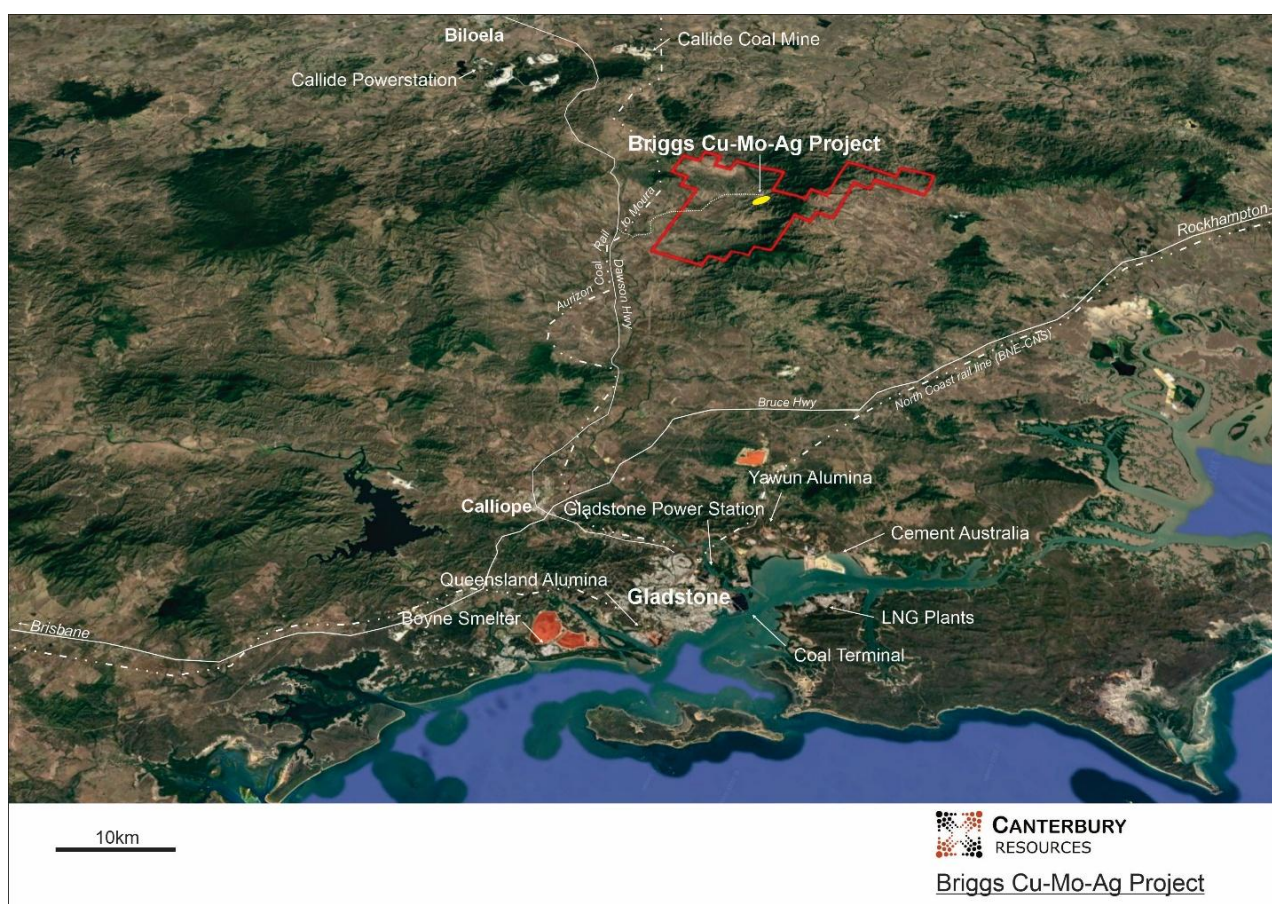 Biloela
Callide Coal Mine
Callide Powerstation
Briggs Cu-Mo-Ag Project
to Moura
Aurizon Coal Rail
Dawson Hwy
Rockhampton-
North Coast rail line (BNE-CNS)
Bruce Hwy
Yawun Alumina
Calliope
Gladstone Power Station
Cement Australia
Queensland Alumina
Gladstone
Boyne Smelter
LNG Plants
Brisbane
Coal Terminal
10km
CANTERBURY
RESOURCES
Briggs Cu-Mo-Ag Project